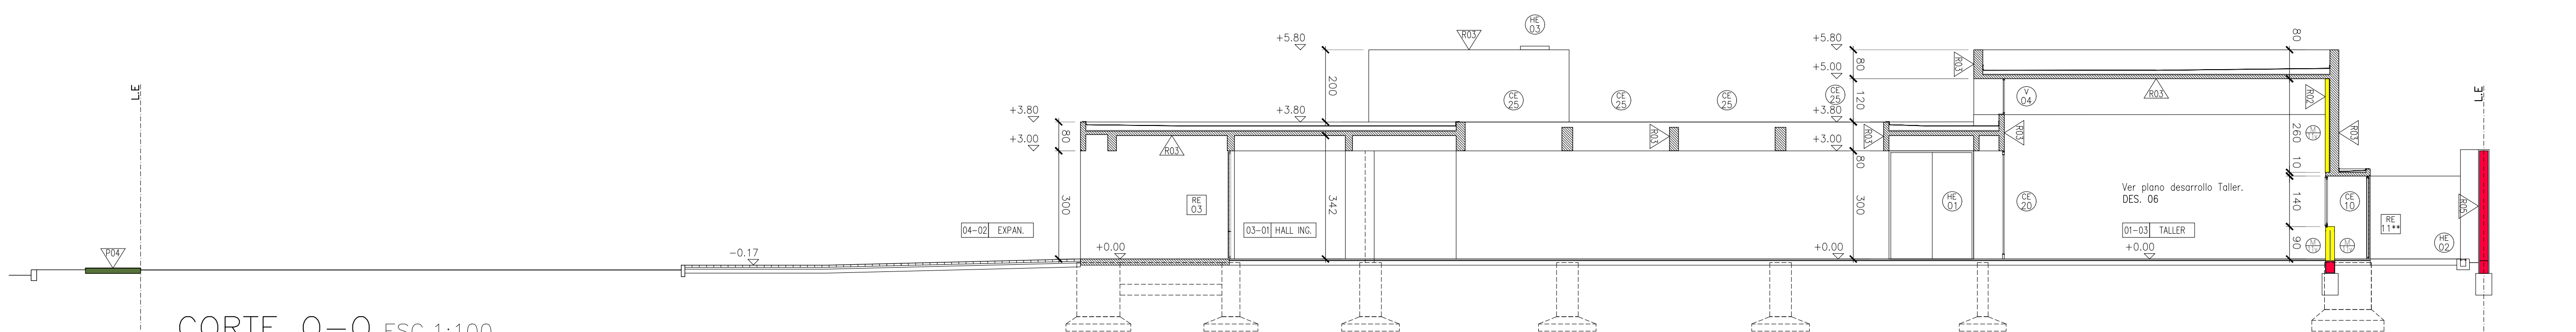 HE
03
+5.80
R03
+5.80
80
R03
80
+5.00
L.E
200
CE
25
CE
25
CE
25
CE
25
120
V
04
R03
R02
L.E
+3.80
+3.80
+3.80
80
+3.00
R03
R03
+3.00
R03
R03
260
R03
80
10
300
RE
03
342
300
HE
01
CE
20
Ver plano desarrollo Taller.
DES. 06
140
CE
10
R05
04-02 EXPAN.
03-01 HALL ING.
01-03 TALLER
RE
11**
P04
-0.17
+0.00
+0.00
+0.00
90
HE
02
CORTE O-O ESC 1:100